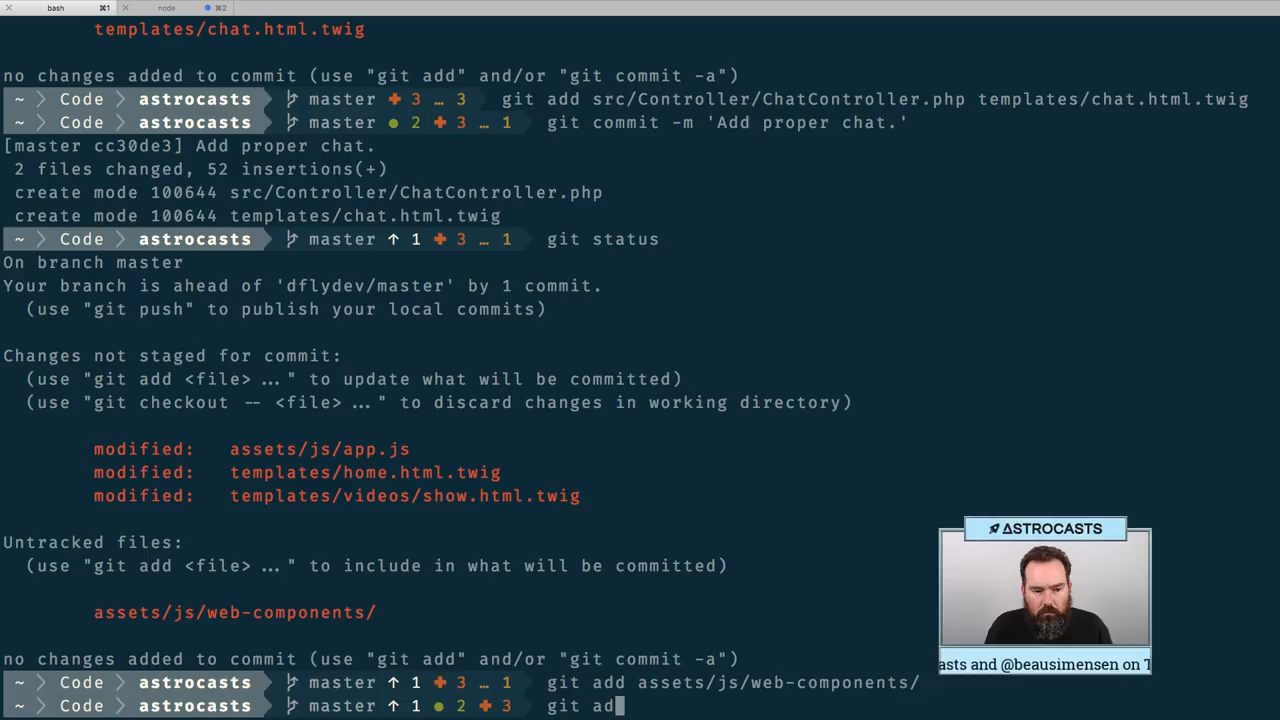 bash ⌘1 node ⌘2
templates/chat.html.twig
no changes added to commit (use "git add" and/or "git commit -a")
~ Code astrocasts master 3 … 3 git add src/Controller/ChatController.php templates/chat.html.twig
~ Code astrocasts master 2 3 … 1 git commit -m 'Add proper chat.'
[master cc30de3] Add proper chat.
2 files changed, 52 insertions(+)
create mode 100644 src/Controller/ChatController.php
create mode 100644 templates/chat.html.twig
~ Code astrocasts master ↑ 1 3 … 1 git status
On branch master
Your branch is ahead of 'dflydev/master' by 1 commit.
(use "git push" to publish your local commits)
Changes not staged for commit:
(use "git add <file> ..." to update what will be committed)
(use "git checkout -- <file> ..." to discard changes in working directory)
modified: assets/js/app.js
modified: templates/home.html.twig
modified: templates/videos/show.html.twig
Untracked files:
(use "git add <file> ..." to include in what will be committed)
assets/js/web-components/
no changes added to commit (use "git add" and/or "git commit -a")
~ Code astrocasts master ↑ 1 3 … 1 git add assets/js/web-components/
~ Code astrocasts master ↑ 1 2 3 git ad
ΔSTROCASTS
asts and @beausimensen on T